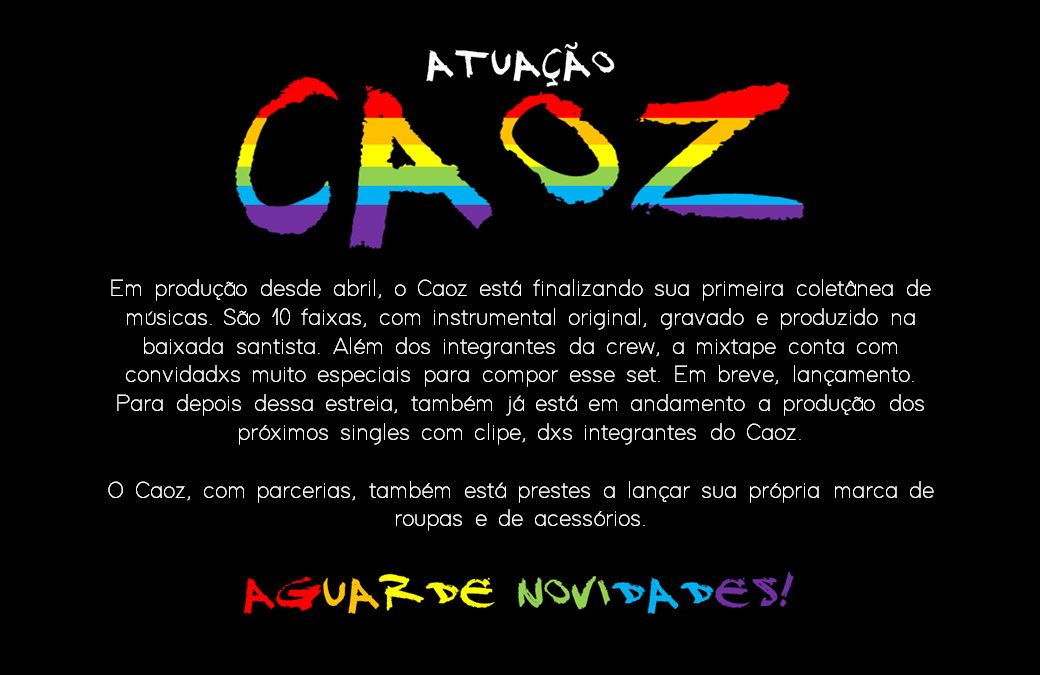 ATUAÇÃO
CAOZ
Em produção desde abril, o Caoz está finalizando sua primeira coletânea de
músicas. São 10 faixas, com instrumental original, gravado e produzido na
baixada santista. Além dos integrantes da crew, a mixtape conta com
convidadxs muito especiais para compor esse set. Em breve, lançamento.
Para depois dessa estreia, também já está em andamento a produção dos
próximos singles com clipe, dxs integrantes do Caoz.
O Caoz, com parcerias, também está prestes a lançar sua própria marca de
roupas e de acessórios.
AGUARDE NOVIDADES!